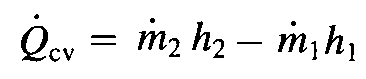 Q̇cv = ṁ2 h2 − ṁ1h1